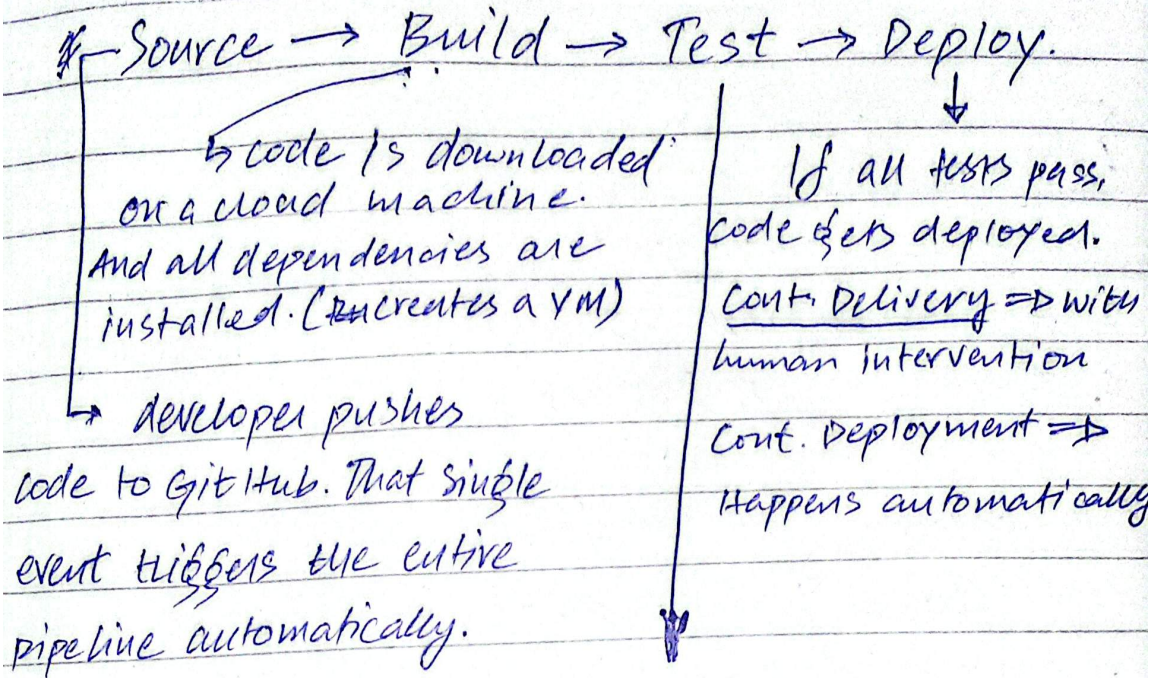 Source → Build → Test → Deploy.
↳ code is downloaded
on a cloud machine.
And all dependencies are
installed. (creates a VM)
→ developer pushes
code to GitHub. That single
event triggers the entire
pipeline automatically.
↓
If all tests pass,
code gets deployed.
Cont. Delivery => with
human intervention
Cont. Deployment =>
Happens automatically